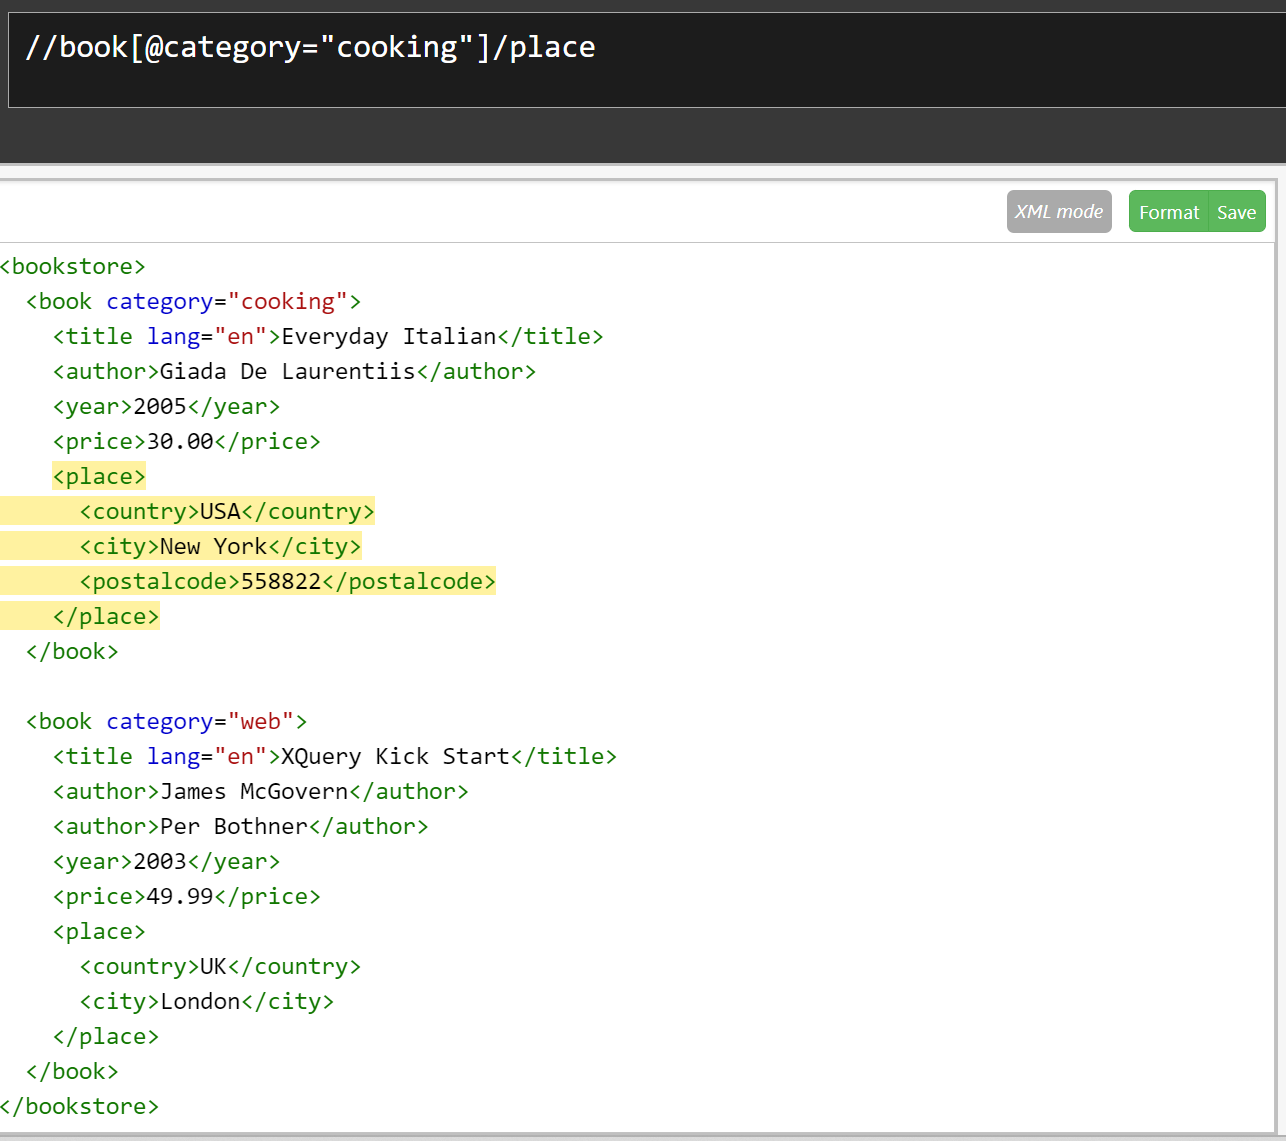 //book[@category="cooking"]/place
XML mode
Format Save
<bookstore>
  <book category="cooking">
    <title lang="en">Everyday Italian</title>
    <author>Giada De Laurentiis</author>
    <year>2005</year>
    <price>30.00</price>
    <place>
      <country>USA</country>
      <city>New York</city>
      <postalcode>558822</postalcode>
    </place>
  </book>
  <book category="web">
    <title lang="en">XQuery Kick Start</title>
    <author>James McGovern</author>
    <author>Per Bothner</author>
    <year>2003</year>
    <price>49.99</price>
    <place>
      <country>UK</country>
      <city>London</city>
    </place>
  </book>
</bookstore>